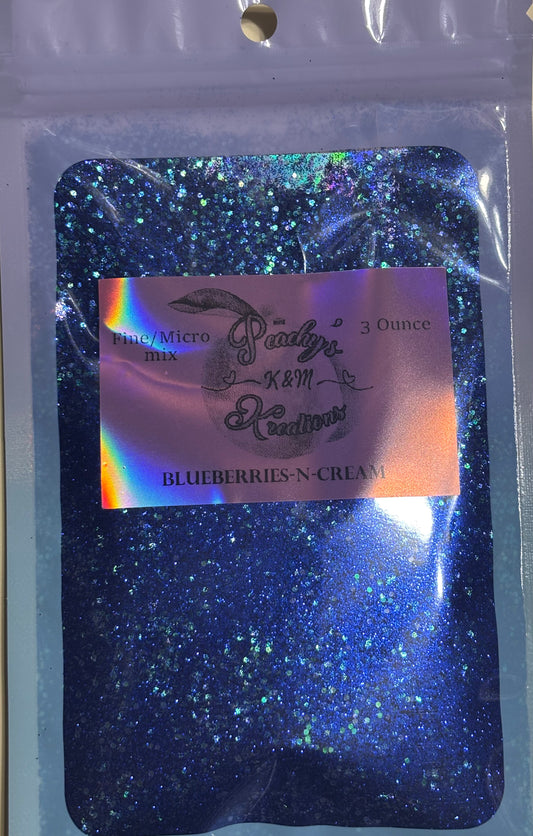 Fine/Micro
mix
Peachy's
K&M
Kreations
3 Ounce
BLUEBERRIES-N-CREAM